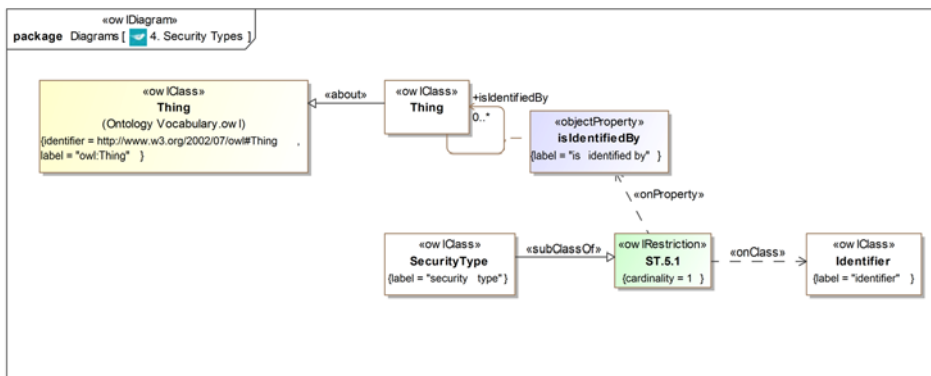 «owlDiagram»
package Diagrams [ 4. Security Types ]
«owlClass»
Thing
(Ontology Vocabulary.owl)
{identifier = http://www.w3.org/2002/07/owl#Thing ,
label = "owl:Thing" }
«about»
«owlClass»
Thing
+isIdentifiedBy
0..*
«objectProperty»
isIdentifiedBy
{label = "is identified by" }
«onProperty»
«owlClass»
SecurityType
{label = "security type"}
«subClassOf»
«owlRestriction»
ST.5.1
{cardinality = 1 }
«onClass»
«owlClass»
Identifier
{label = "identifier" }